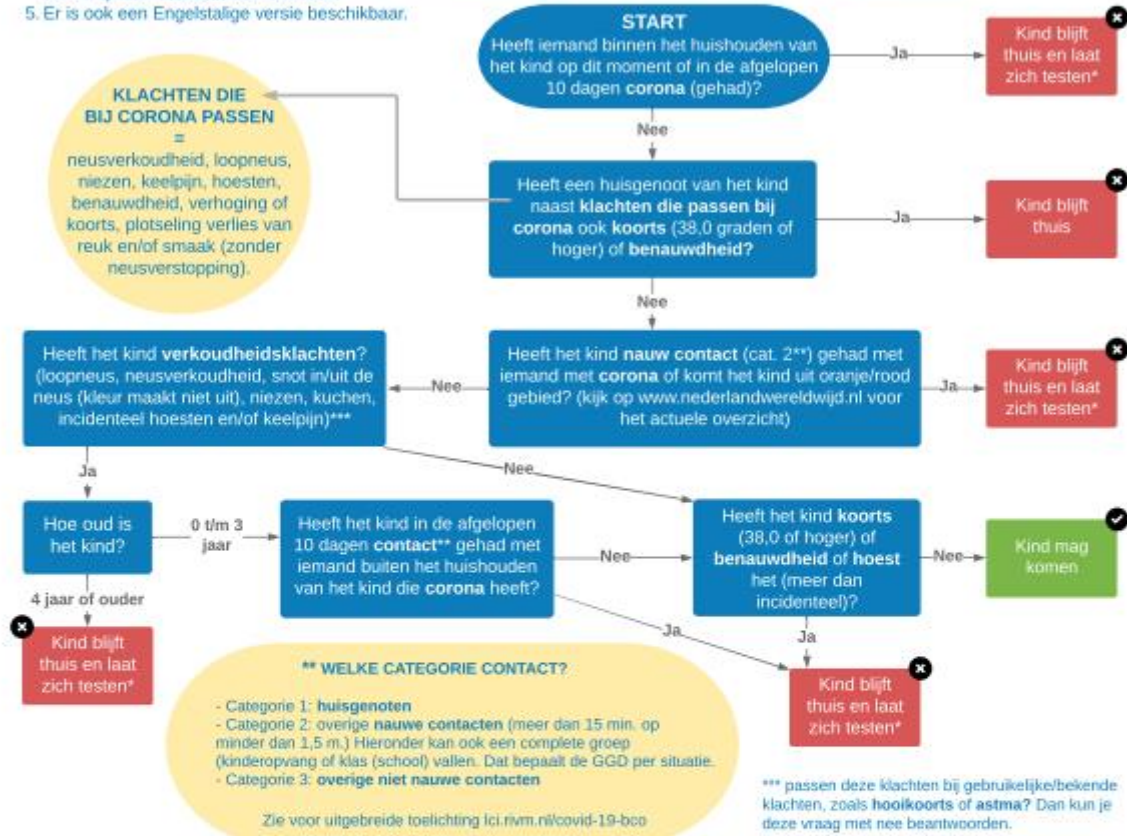 5. Er is ook een Engelstalige versie beschikbaar.
START
Heeft iemand binnen het huishouden van
het kind op dit moment of in de afgelopen
10 dagen corona (gehad)?
Ja
Kind blijft
thuis en laat
zich testen*
Nee
KLACHTEN DIE
BIJ CORONA PASSEN
=
neusverkoudheid, loopneus,
niezen, keelpijn, hoesten,
benauwdheid, verhoging of
koorts, plotseling verlies van
reuk en/of smaak (zonder
neusverstopping).
Heeft een huisgenoot van het kind
naast klachten die passen bij
corona ook koorts (38,0 graden of
hoger) of benauwdheid?
Ja
Kind blijft
thuis
Nee
Heeft het kind nauw contact (cat. 2**) gehad met
iemand met corona of komt het kind uit oranje/rood
gebied? (kijk op www.nederlandwereldwijd.nl voor
het actuele overzicht)
Ja
Kind blijft
thuis en laat
zich testen*
Nee
Heeft het kind verkoudheidsklachten?
(loopneus, neusverkoudheid, snot in/uit de
neus (kleur maakt niet uit), niezen, kuchen,
incidenteel hoesten en/of keelpijn)***
Ja
Nee
Hoe oud is
het kind?
0 t/m 3
jaar
Heeft het kind in de afgelopen
10 dagen contact** gehad met
iemand buiten het huishouden
van het kind die corona heeft?
Nee
Heeft het kind koorts
(38,0 of hoger) of
benauwdheid of hoest
het (meer dan
incidenteel)?
Nee
Kind mag
komen
4 jaar of ouder
Kind blijft
thuis en laat
zich testen*
Ja
Ja
Kind blijft
thuis en laat
zich testen*
** WELKE CATEGORIE CONTACT?
- Categorie 1: huisgenoten
- Categorie 2: overige nauwe contacten (meer dan 15 min. op
minder dan 1,5 m.) Hieronder kan ook een complete groep
(kinderopvang of klas (school) vallen. Dat bepaalt de GGD per situatie.
- Categorie 3: overige niet nauwe contacten
Zie voor uitgebreide toelichting lci.rivm.nl/covid-19-bco
*** passen deze klachten bij gebruikelijke/bekende
klachten, zoals hooikoorts of astma? Dan kun je
deze vraag met nee beantwoorden.